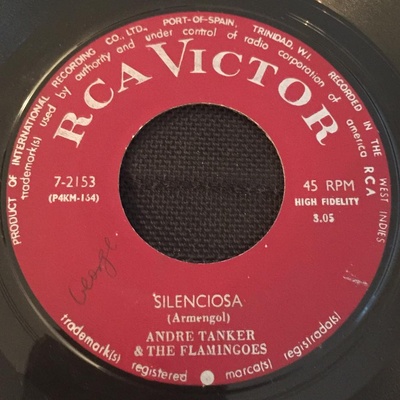 PRODUCT OF INTERNATIONAL RECORDING CO., LTD., PORT-OF-SPAIN, TRINIDAD, W.I. RECORDED IN THE WEST INDIES
trademark(s) used by authority and under control of radio corporation of america RCA
RCA VICTOR
7-2153
(P4KM-154)
45 RPM
HIGH FIDELITY
3.05
George
SILENCIOSA
(Armengol)
ANDRE TANKER
& THE FLAMINGOES
trademark(s) registered marca(s) registrado(s)